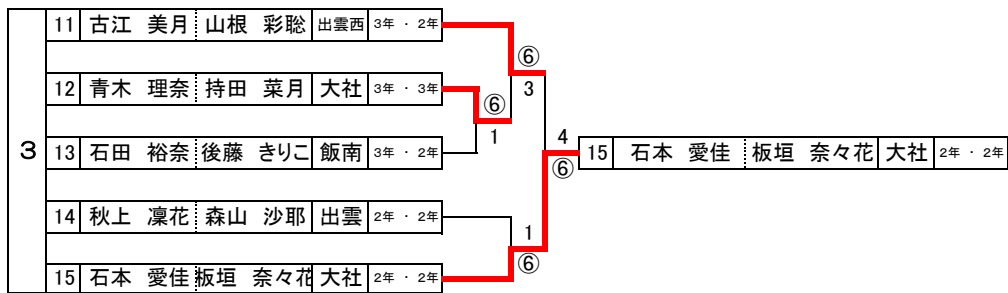 11 古江 美月 山根 彩聡 出雲西 3年 ・ 2年
⑥
12 青木 理奈 持田 菜月 大社 3年 ・ 3年
3
⑥
1
4
3
13 石田 裕奈 後藤 きりこ 飯南 3年 ・ 2年
15 石本 愛佳 板垣 奈々花 大社 2年 ・ 2年
⑥
14 秋上 凜花 森山 沙耶 出雲 2年 ・ 2年
1
⑥
15 石本 愛佳 板垣 奈々花 大社 2年 ・ 2年